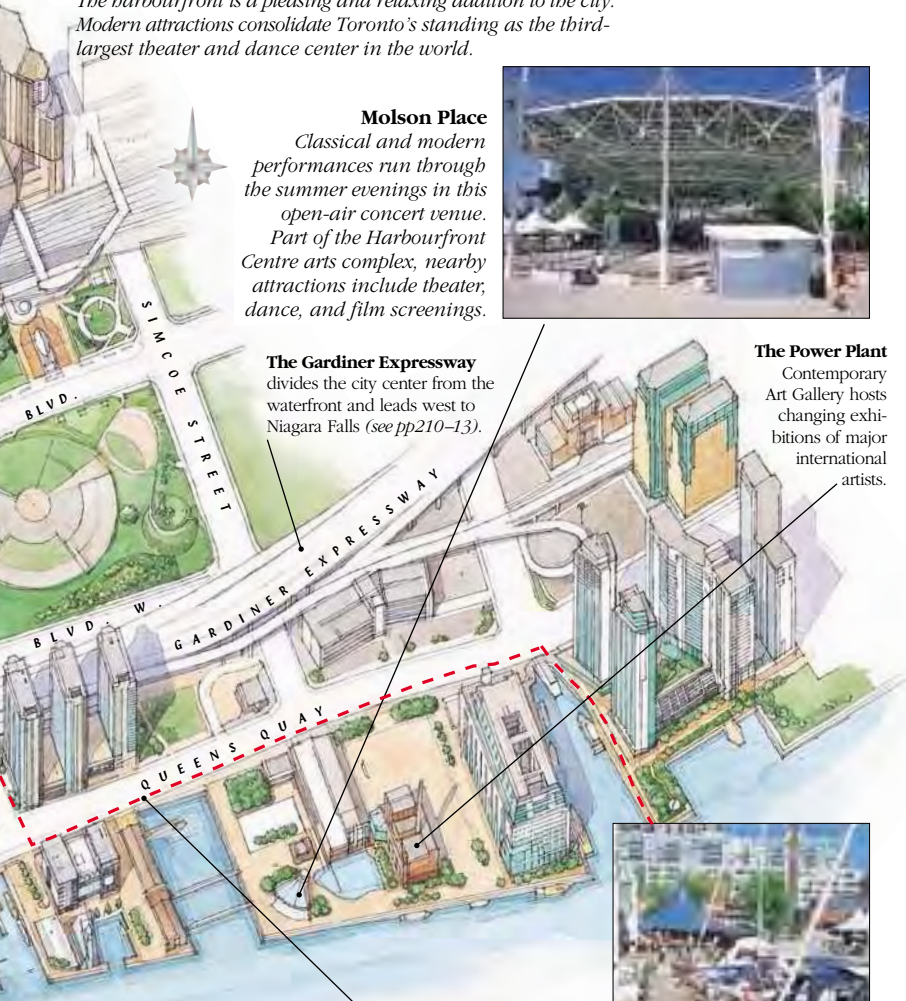 The harbourfront is a pleasing and relaxing addition to the city.
Modern attractions consolidate Toronto's standing as the third-
largest theater and dance center in the world.
Molson Place
Classical and modern
performances run through
the summer evenings in this
open-air concert venue.
Part of the Harbourfront
Centre arts complex, nearby
attractions include theater,
dance, and film screenings.
The Gardiner Expressway
divides the city center from the
waterfront and leads west to
Niagara Falls (see pp210–13).
The Power Plant
Contemporary
Art Gallery hosts
changing exhi-
bitions of major
international
artists.
SIMCOE STREET
BLVD.
BLVD. W.
GARDINER EXPRESSWAY
QUEENS QUAY